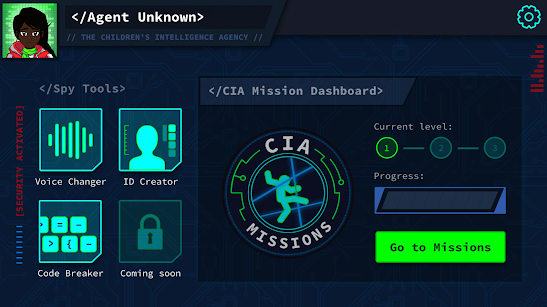 </Agent Unknown>
// THE CHILDREN'S INTELLIGENCE AGENCY //
</Spy Tools>
Voice Changer
ID Creator
> { —
Code Breaker
Coming soon
[SECURITY ACTIVATED]
</CIA Mission Dashboard>
CIA
MISSIONS
Current level:
1
2
3
Progress:
Go to Missions